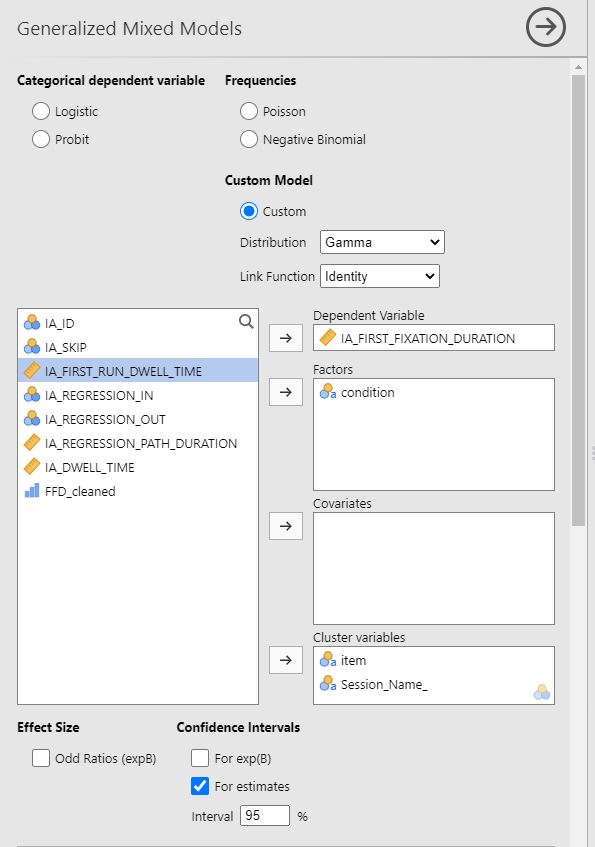 Generalized Mixed Models
Categorical dependent variable
Frequencies
Logistic
Poisson
Probit
Negative Binomial
Custom Model
Custom
Distribution Gamma
Link Function Identity
IA_ID
IA_SKIP
IA_FIRST_RUN_DWELL_TIME
IA_REGRESSION_IN
IA_REGRESSION_OUT
IA_REGRESSION_PATH_DURATION
IA_DWELL_TIME
FFD_cleaned
Dependent Variable
IA_FIRST_FIXATION_DURATION
Factors
a condition
Covariates
Cluster variables
a item
a Session_Name_
Effect Size
Confidence Intervals
Odd Ratios (expB)
For exp(B)
For estimates
Interval 95 %